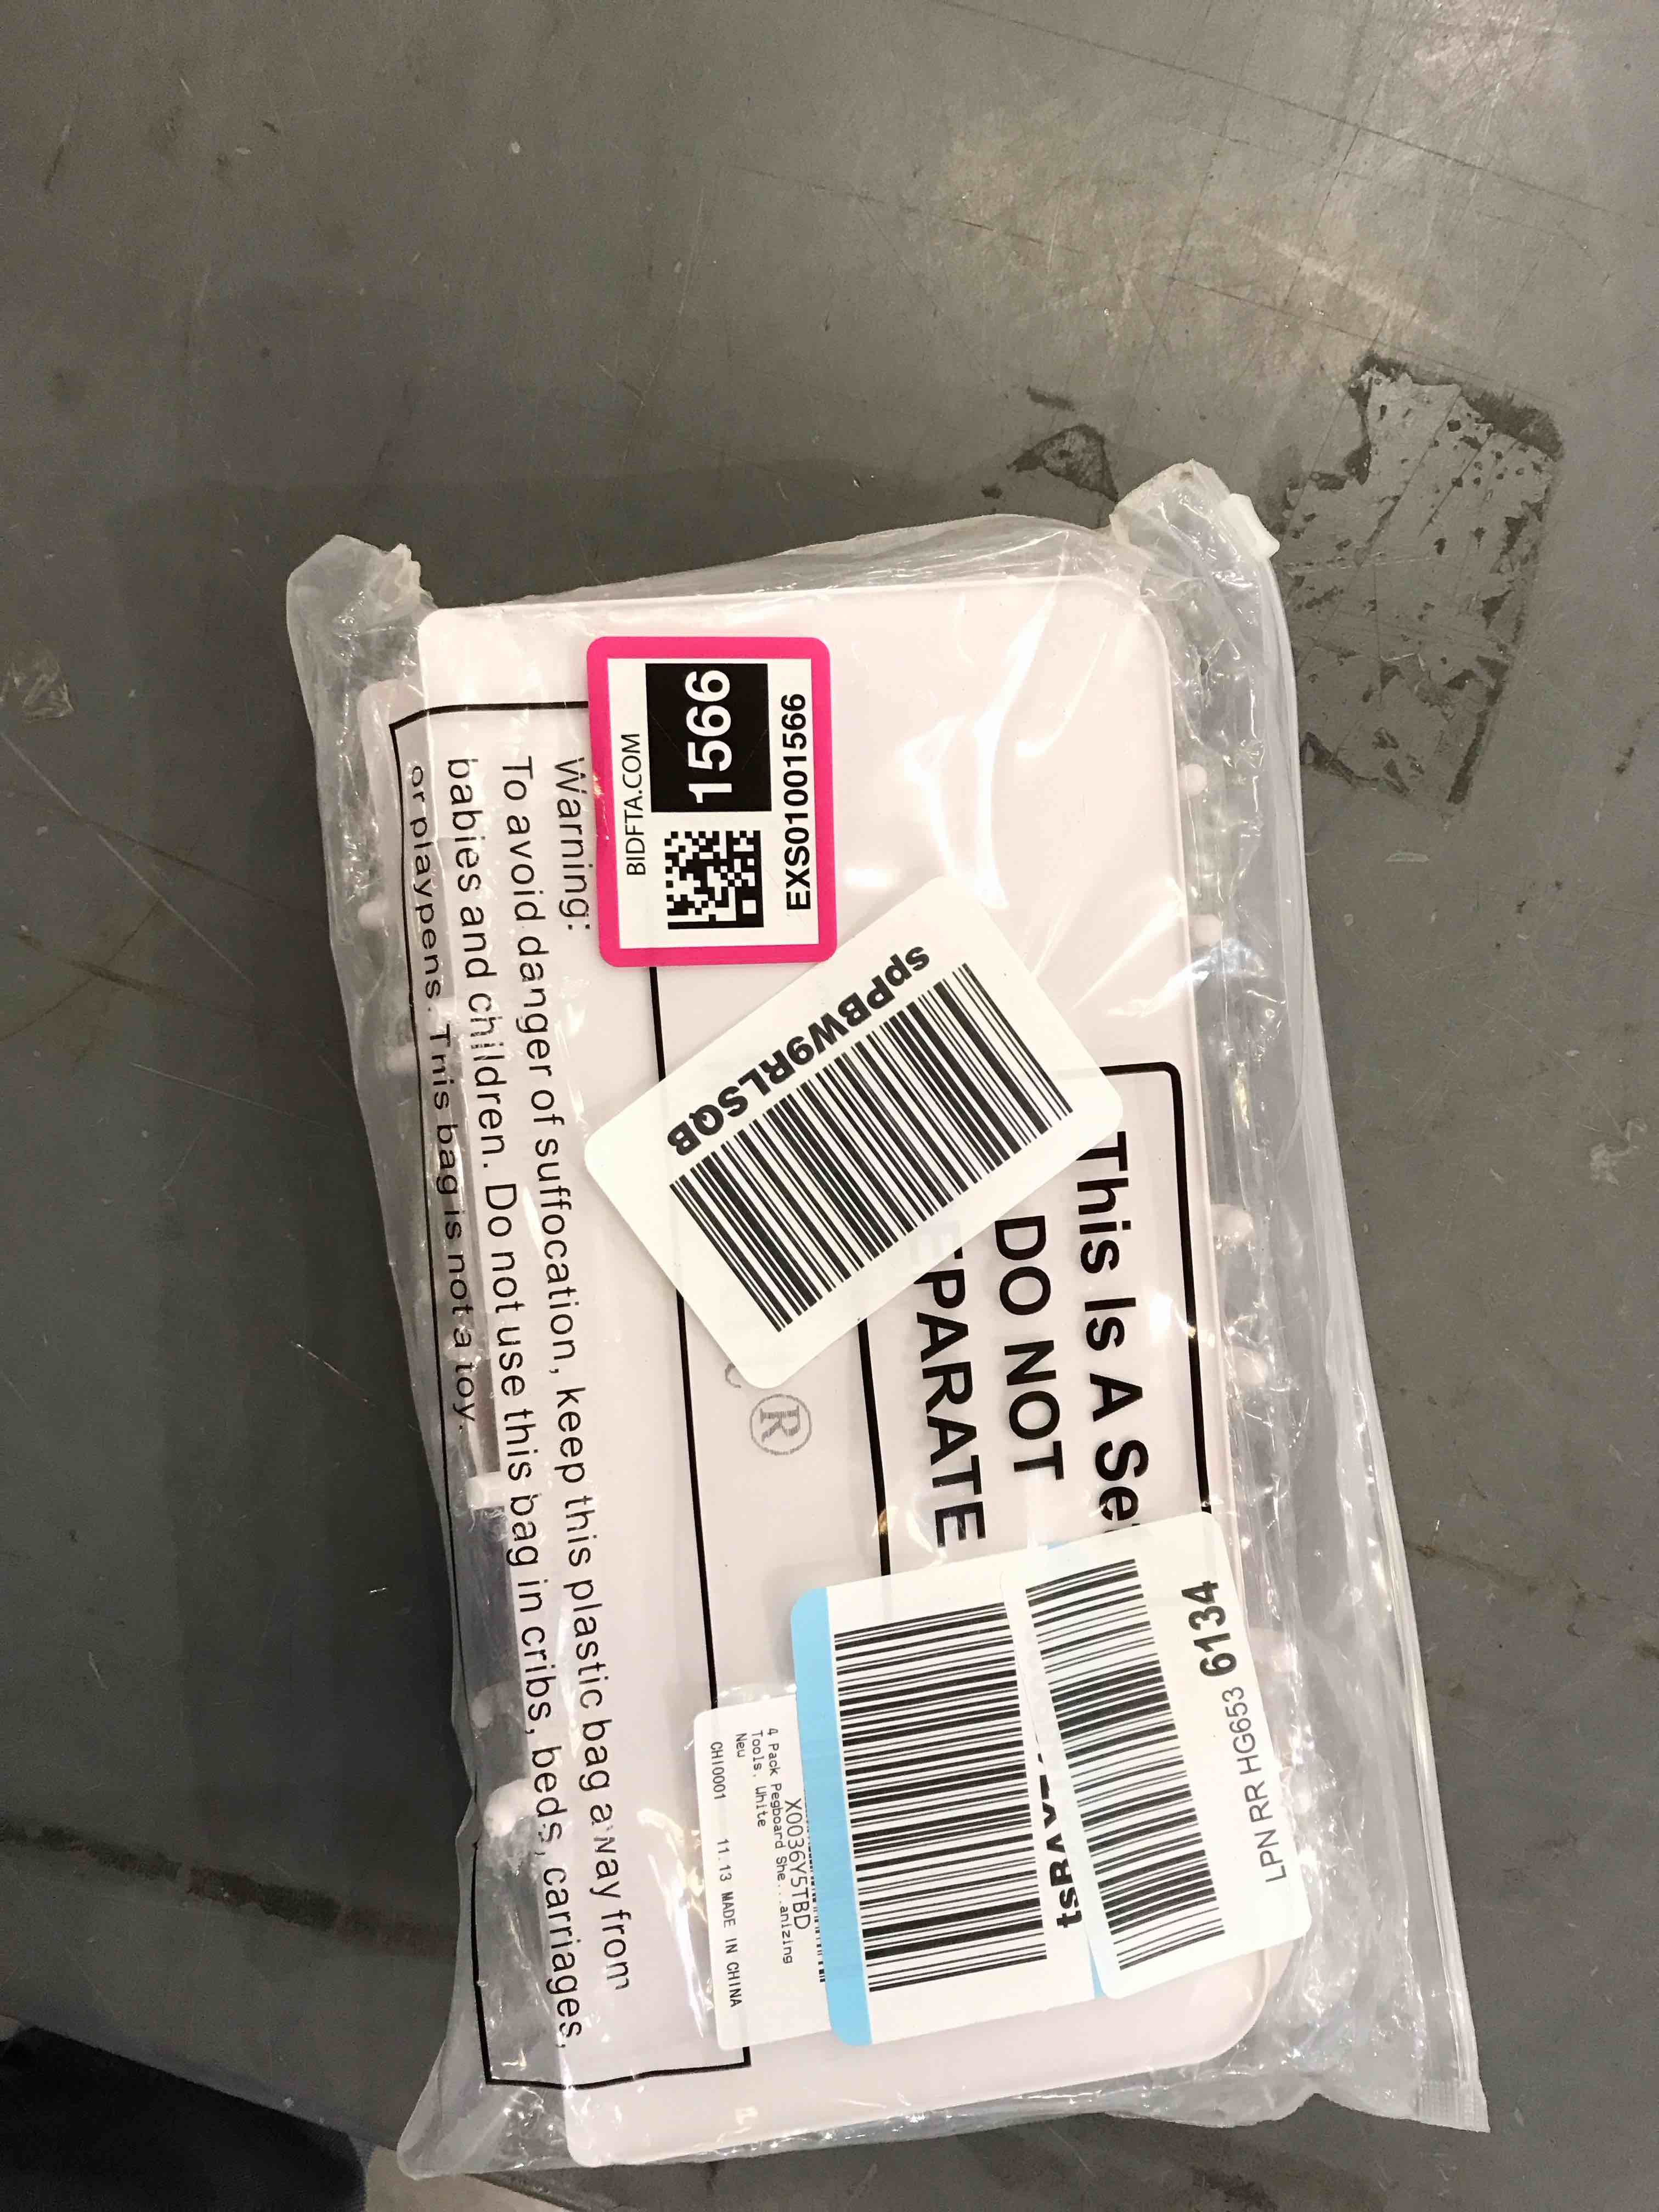 BIDFTA.COM
1566
EXS01001566
spPBW9RLSQB
This Is A Se
DO NOT
EPARATE
®
Warning:
To avoid danger of suffocation, keep this plastic bag away from
babies and children. Do not use this bag in cribs, beds, carriages,
or playpens. This bag is not a toy.
LPN RR HG653 6134
X0036Y5TBD
4 Pack Pegboard She...anizing
Tools, White
New
CHI0001 11.13 MADE IN CHINA